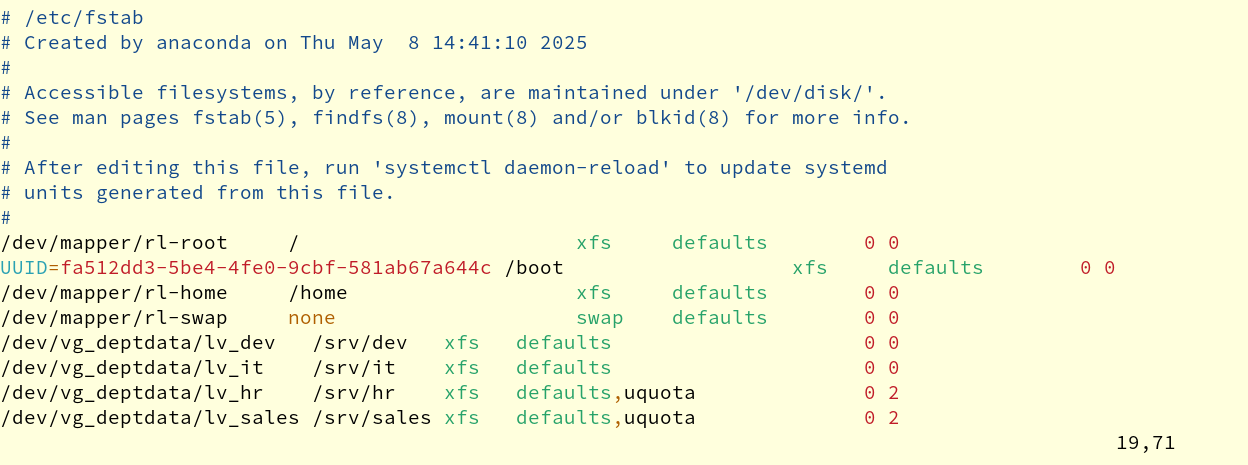 # /etc/fstab
# Created by anaconda on Thu May  8 14:41:10 2025
#
# Accessible filesystems, by reference, are maintained under '/dev/disk/'.
# See man pages fstab(5), findfs(8), mount(8) and/or blkid(8) for more info.
#
# After editing this file, run 'systemctl daemon-reload' to update systemd
# units generated from this file.
#
/dev/mapper/rl-root     /                       xfs     defaults        0 0
UUID=fa512dd3-5be4-4fe0-9cbf-581ab67a644c /boot                   xfs     defaults        0 0
/dev/mapper/rl-home     /home                   xfs     defaults        0 0
/dev/mapper/rl-swap     none                    swap    defaults        0 0
/dev/vg_deptdata/lv_dev   /srv/dev   xfs   defaults                     0 0
/dev/vg_deptdata/lv_it    /srv/it    xfs   defaults                     0 0
/dev/vg_deptdata/lv_hr    /srv/hr    xfs   defaults,uquota              0 2
/dev/vg_deptdata/lv_sales /srv/sales xfs   defaults,uquota              0 2
19,71